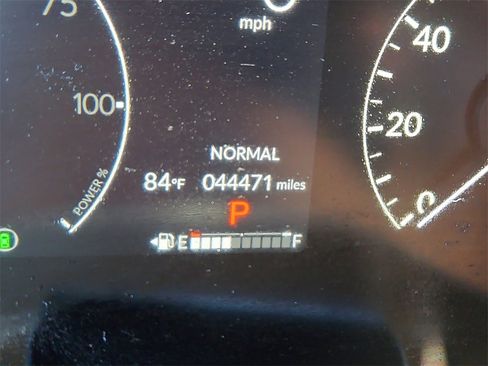 75
mph
40
100
20
NORMAL
84°F 044471 miles
POWER %
0
P
E F